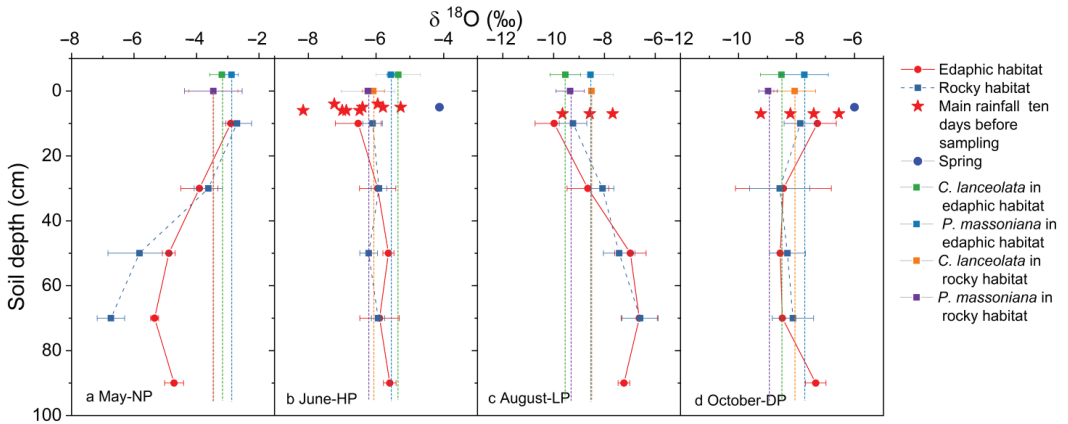 δ ¹⁸O (‰)
−8 −6 −4 −2 −8 −6 −4 −12 −10 −8 −6 −4 −12 −10 −8 −6
Soil depth (cm)
0
20
40
60
80
100
a May-NP
b June-HP
c August-LP
d October-DP
Edaphic habitat
Rocky habitat
Main rainfall ten
days before
sampling
Spring
C. lanceolata in
edaphic habitat
P. massoniana in
edaphic habitat
C. lanceolata in
rocky habitat
P. massoniana in
rocky habitat